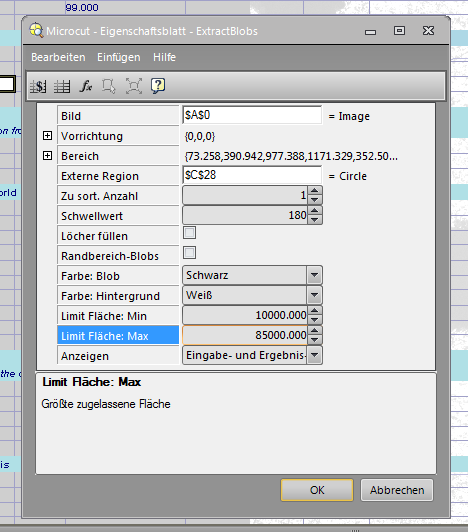 99.000
Microcut - Eigenschaftsblatt - ExtractBlobs
Bearbeiten Einfügen Hilfe
$ fx ?
Bild $A$0 = Image
Vorrichtung {0,0,0}
Bereich {73.258,390.942,977.388,1171.329,352.50...
Externe Region $C$28 = Circle
Zu sort. Anzahl 1
Schwellwert 180
Löcher füllen
Randbereich-Blobs
Farbe: Blob Schwarz
Farbe: Hintergrund Weiß
Limit Fläche: Min 10000.000
Limit Fläche: Max 85000.000
Anzeigen Eingabe- und Ergebnis-
Limit Fläche: Max
Größte zugelassene Fläche
OK Abbrechen